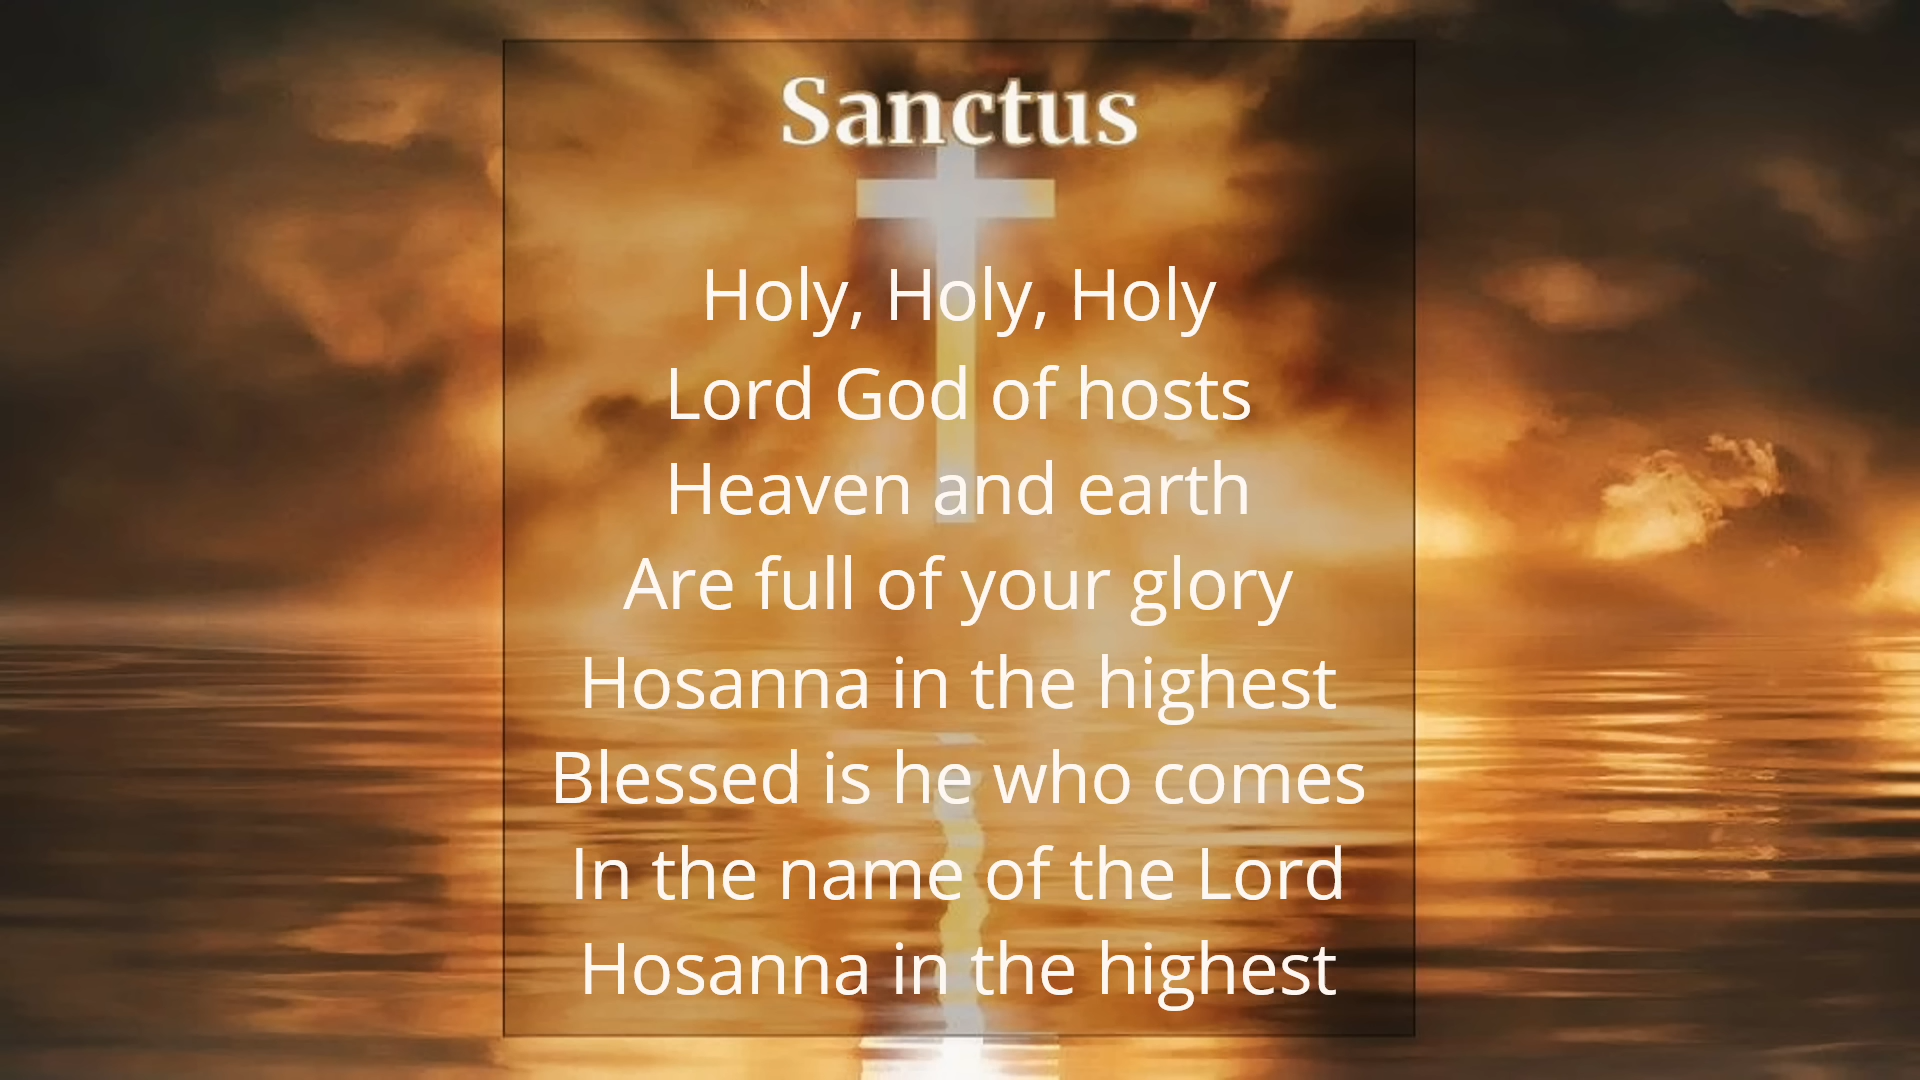 Sanctus
Holy, Holy, Holy
Lord God of hosts
Heaven and earth
Are full of your glory
Hosanna in the highest
Blessed is he who comes
In the name of the Lord
Hosanna in the highest